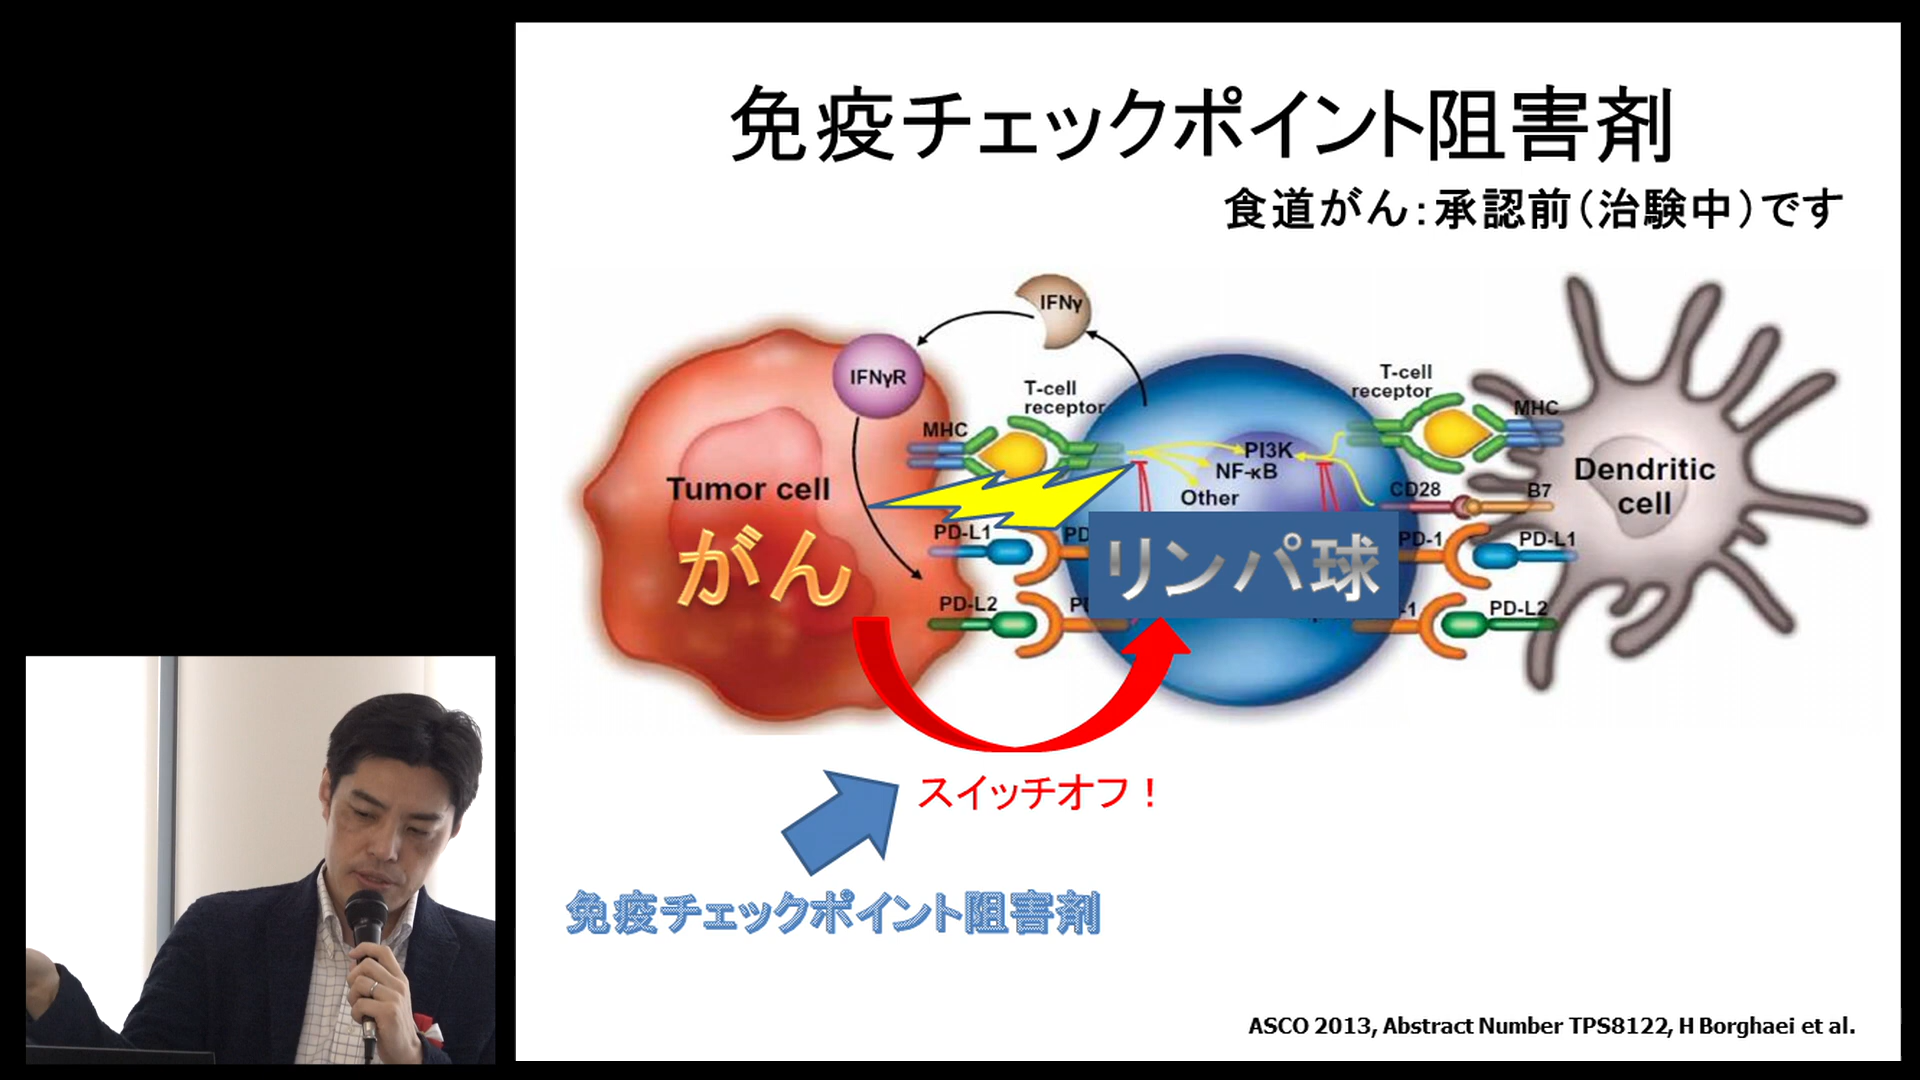 免疫チェックポイント阻害剤
食道がん：承認前（治験中）です
IFNγ
IFNγR
T-cell
receptor
T-cell
receptor
MHC
MHC
PI3K
NF-κB
Other
Tumor cell
Dendritic
cell
CD28
B7
PD-L1
PD
PD-1
PD-L1
がん
リンパ球
PD-L2
-1
PD-L2
スイッチオフ！
免疫チェックポイント阻害剤
ASCO 2013, Abstract Number TPS8122, H Borghaei et al.